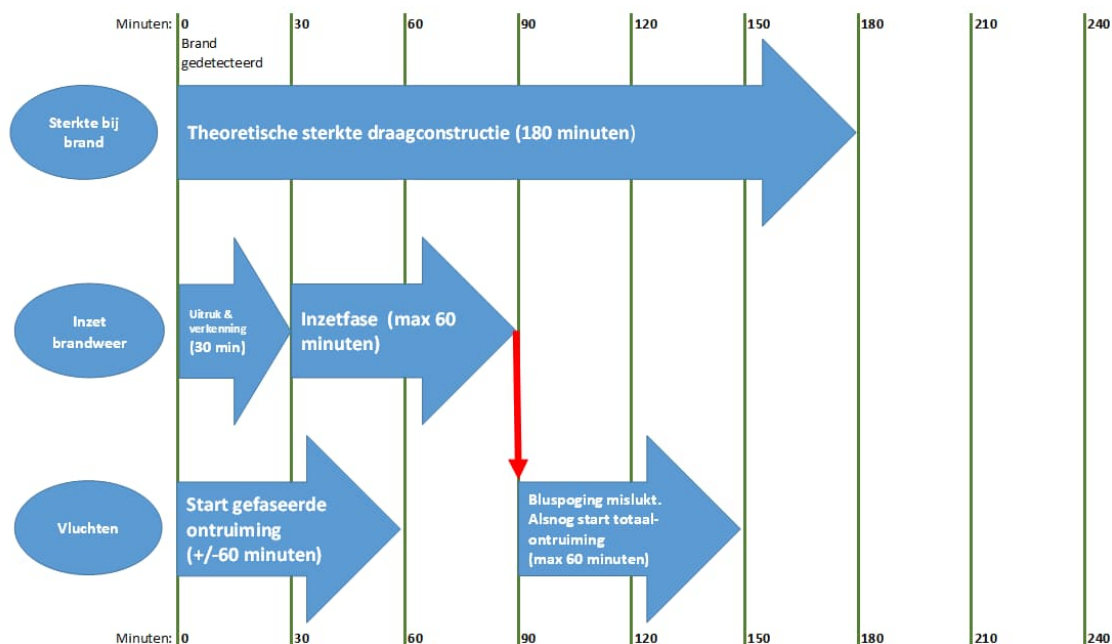 Minuten: 0 30 60 90 120 150 180 210 240
Brand
gedetecteerd
Sterkte bij
brand
Theoretische sterkte draagconstructie (180 minuten)
Inzet
brandweer
Uitruk &
verkenning
(30 min)
Inzetfase (max 60
minuten)
Vluchten
Start gefaseerde
ontruiming
(+/-60 minuten)
Bluspoging mislukt.
Alsnog start totaal-
ontruiming
(max 60 minuten)
Minuten: 0 30 60 90 120 150 180 210 240